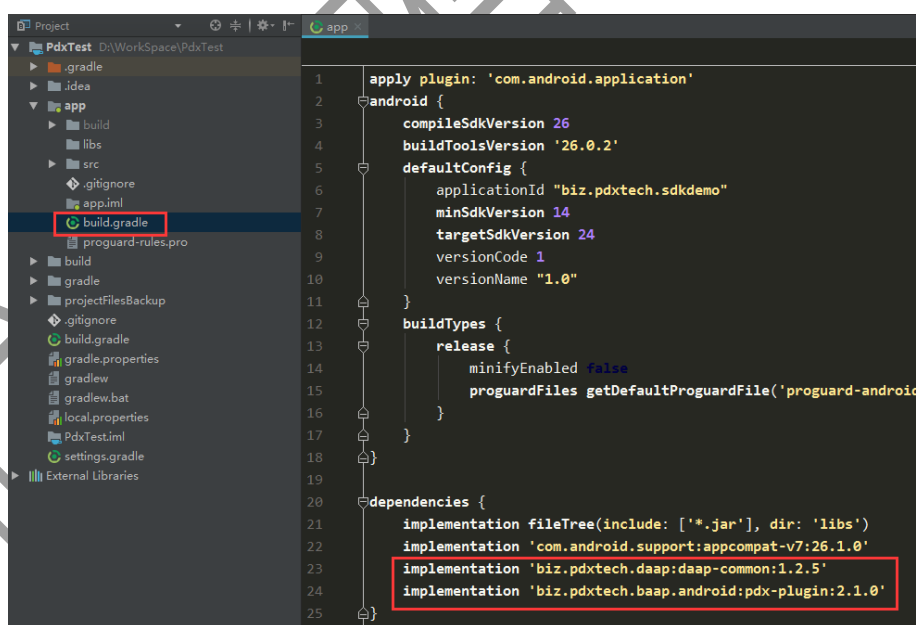 Project
PdxTest D:\WorkSpace\PdxTest
.gradle
.idea
app
build
libs
src
.gitignore
app.iml
build.gradle
proguard-rules.pro
build
gradle
projectFilesBackup
.gitignore
build.gradle
gradle.properties
gradlew
gradlew.bat
local.properties
PdxTest.iml
settings.gradle
External Libraries
app
1 apply plugin: 'com.android.application'
2 android {
3 compileSdkVersion 26
4 buildToolsVersion '26.0.2'
5 defaultConfig {
6 applicationId "biz.pdxtech.sdkdemo"
7 minSdkVersion 14
8 targetSdkVersion 24
9 versionCode 1
10 versionName "1.0"
11 }
12 buildTypes {
13 release {
14 minifyEnabled false
15 proguardFiles getDefaultProguardFile('proguard-android
16 }
17 }
18 }
19
20 dependencies {
21 implementation fileTree(include: ['*.jar'], dir: 'libs')
22 implementation 'com.android.support:appcompat-v7:26.1.0'
23 implementation 'biz.pdxtech.daap:daap-common:1.2.5'
24 implementation 'biz.pdxtech.baap.android:pdx-plugin:2.1.0'
25 }